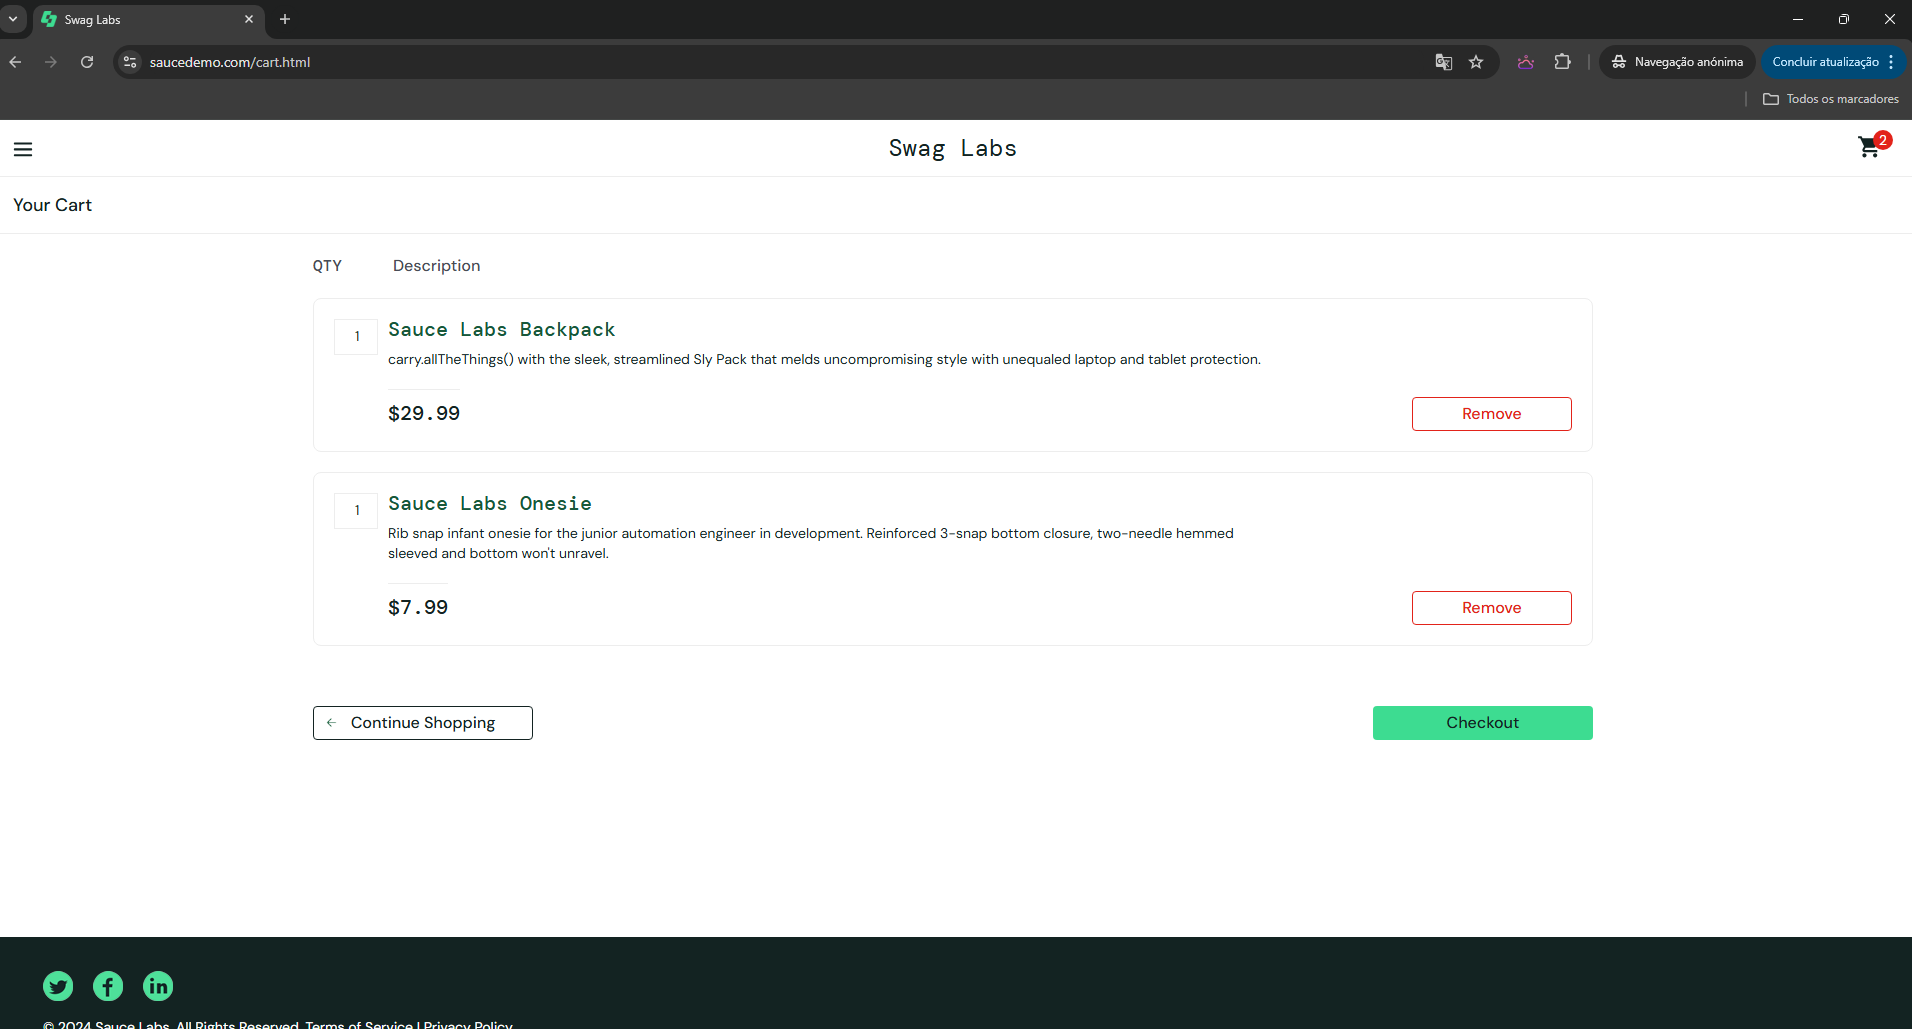 Swag Labs
saucedemo.com/cart.html
Navegação anónima
Concluir atualização
Todos os marcadores
Swag Labs
2
Your Cart
QTY Description
1 Sauce Labs Backpack
carry.allTheThings() with the sleek, streamlined Sly Pack that melds uncompromising style with unequaled laptop and tablet protection.
$29.99 Remove
1 Sauce Labs Onesie
Rib snap infant onesie for the junior automation engineer in development. Reinforced 3-snap bottom closure, two-needle hemmed
sleeved and bottom won't unravel.
$7.99 Remove
Continue Shopping Checkout
© 2024 Sauce Labs. All Rights Reserved. Terms of Service | Privacy Policy